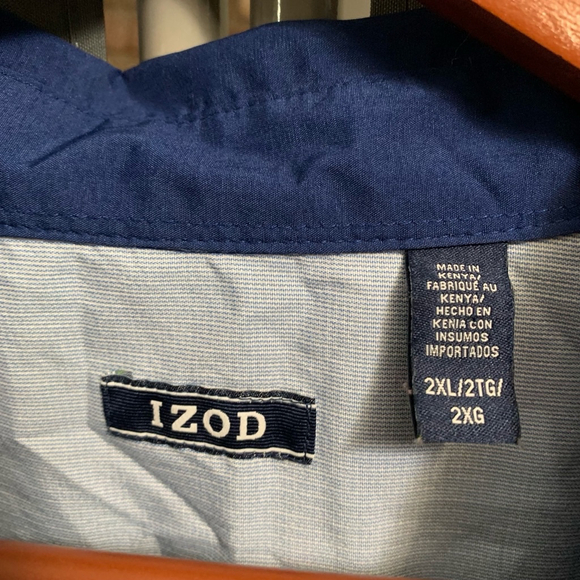 MADE IN
KENYA/
FABRIQUÉ AU
KENYA/
HECHO EN
KENIA CON
INSUMOS
IMPORTADOS
2XL/2TG/
2XG
IZOD